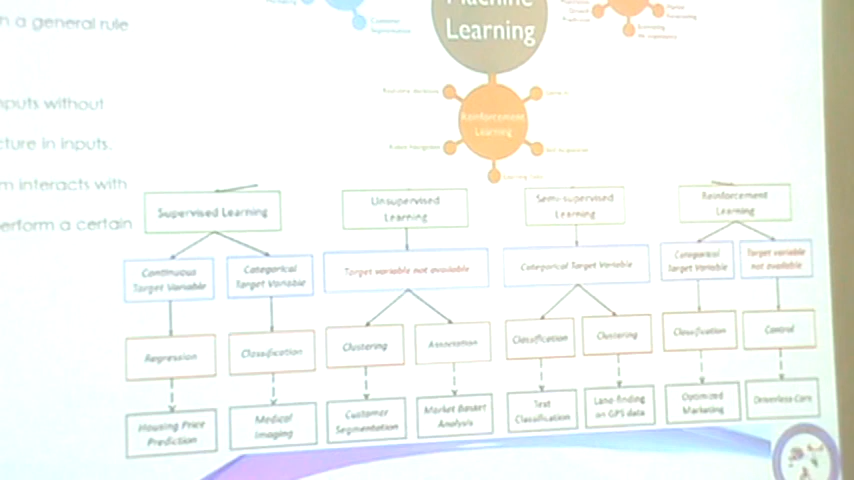 n a general rule
nputs without
cture in inputs.
m interacts with
erform a certain
Customer
Segmentation
Machine
Learning
Reinforcement
Learning
Supervised Learning
Unsupervised
Learning
Semi-supervised
Learning
Reinforcement
Learning
Continuous
Target Variable
Categorical
Target Variable
Target variable not available
Categorical Target Variable
Categorical
Target Variable
Target variable
not available
Regression
Classification
Clustering
Association
Classification
Clustering
Classification
Control
Housing Price
Prediction
Medical
Imaging
Customer
Segmentation
Market Basket
Analysis
Text
Classification
Lane-finding
on GPS data
Optimized
Marketing
Driverless Cars